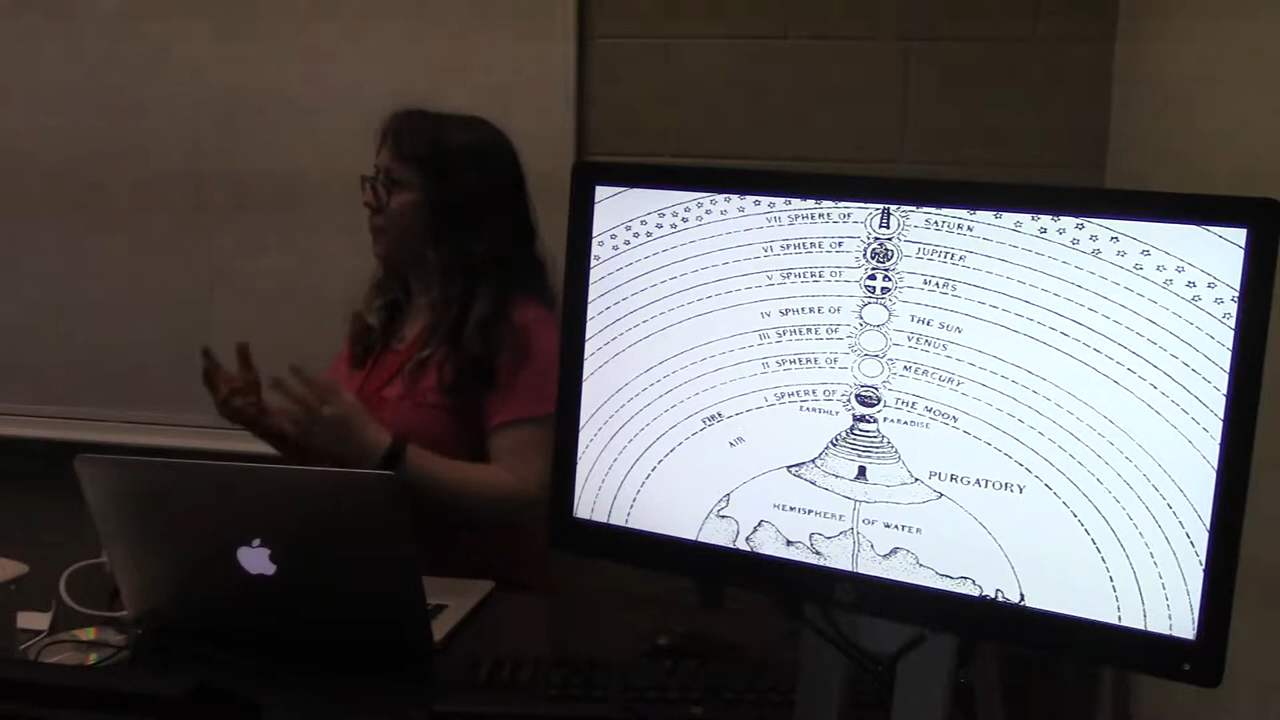 VII SPHERE OF SATURN
VI SPHERE OF JUPITER
V SPHERE OF MARS
IV SPHERE OF THE SUN
III SPHERE OF VENUS
II SPHERE OF MERCURY
I SPHERE OF THE MOON
EARTHLY PARADISE
FIRE
AIR
PURGATORY
HEMISPHERE OF WATER